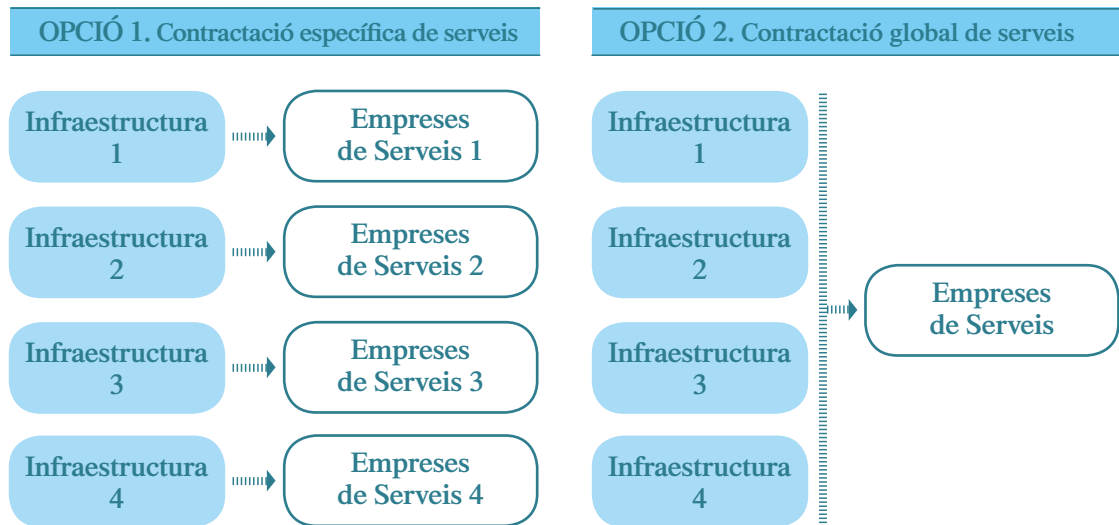 OPCIÓ 1. Contractació específica de serveis
Infraestructura
1
Empreses
de Serveis 1
Infraestructura
2
Empreses
de Serveis 2
Infraestructura
3
Empreses
de Serveis 3
Infraestructura
4
Empreses
de Serveis 4
OPCIÓ 2. Contractació global de serveis
Infraestructura
1
Infraestructura
2
Infraestructura
3
Infraestructura
4
Empreses
de Serveis